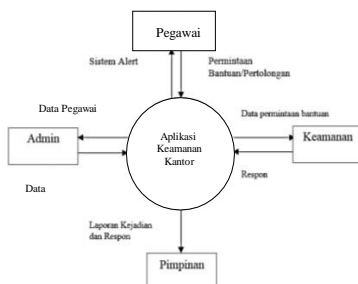 Pegawai
Sistem Alert
Permintaan
Bantuan/Pertolongan
Data Pegawai
Data permintaan bantuan
Admin
Aplikasi
Keamanan
Kantor
Keamanan
Data
Respon
Laporan Kejadian
dan Respon
Pimpinan